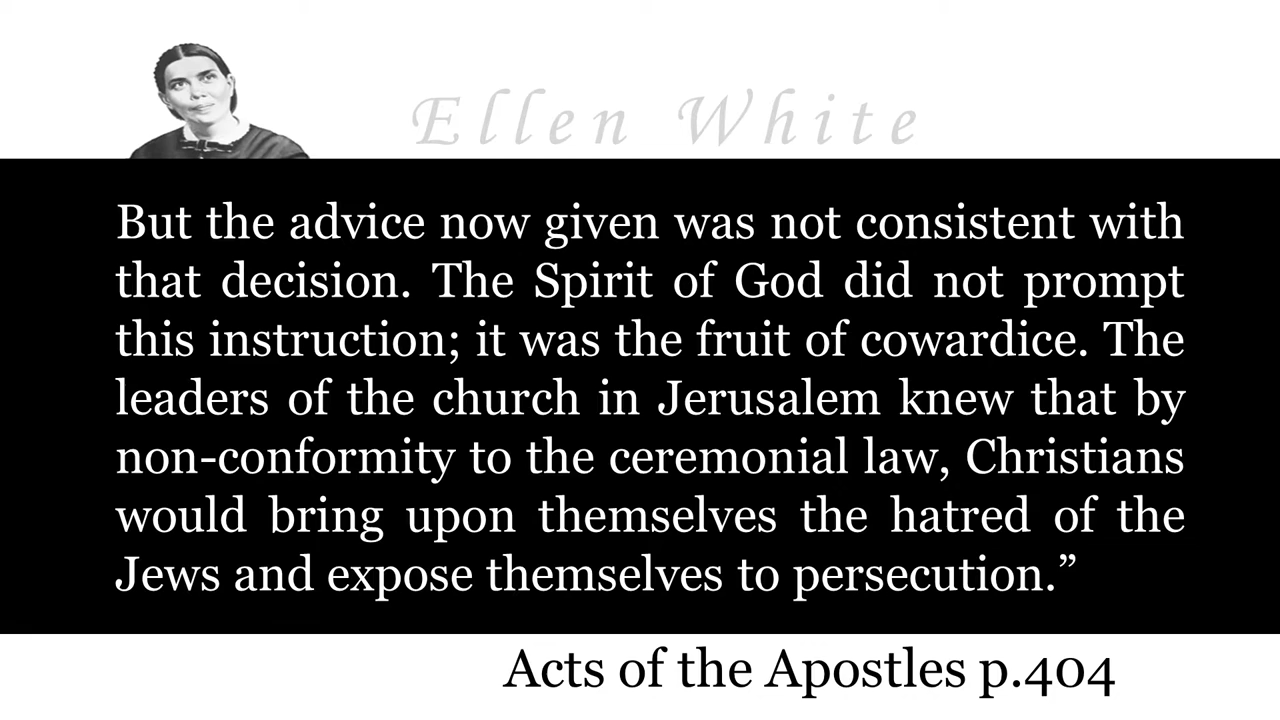 Ellen White
But the advice now given was not consistent with
that decision. The Spirit of God did not prompt
this instruction; it was the fruit of cowardice. The
leaders of the church in Jerusalem knew that by
non-conformity to the ceremonial law, Christians
would bring upon themselves the hatred of the
Jews and expose themselves to persecution.”
Acts of the Apostles p.404